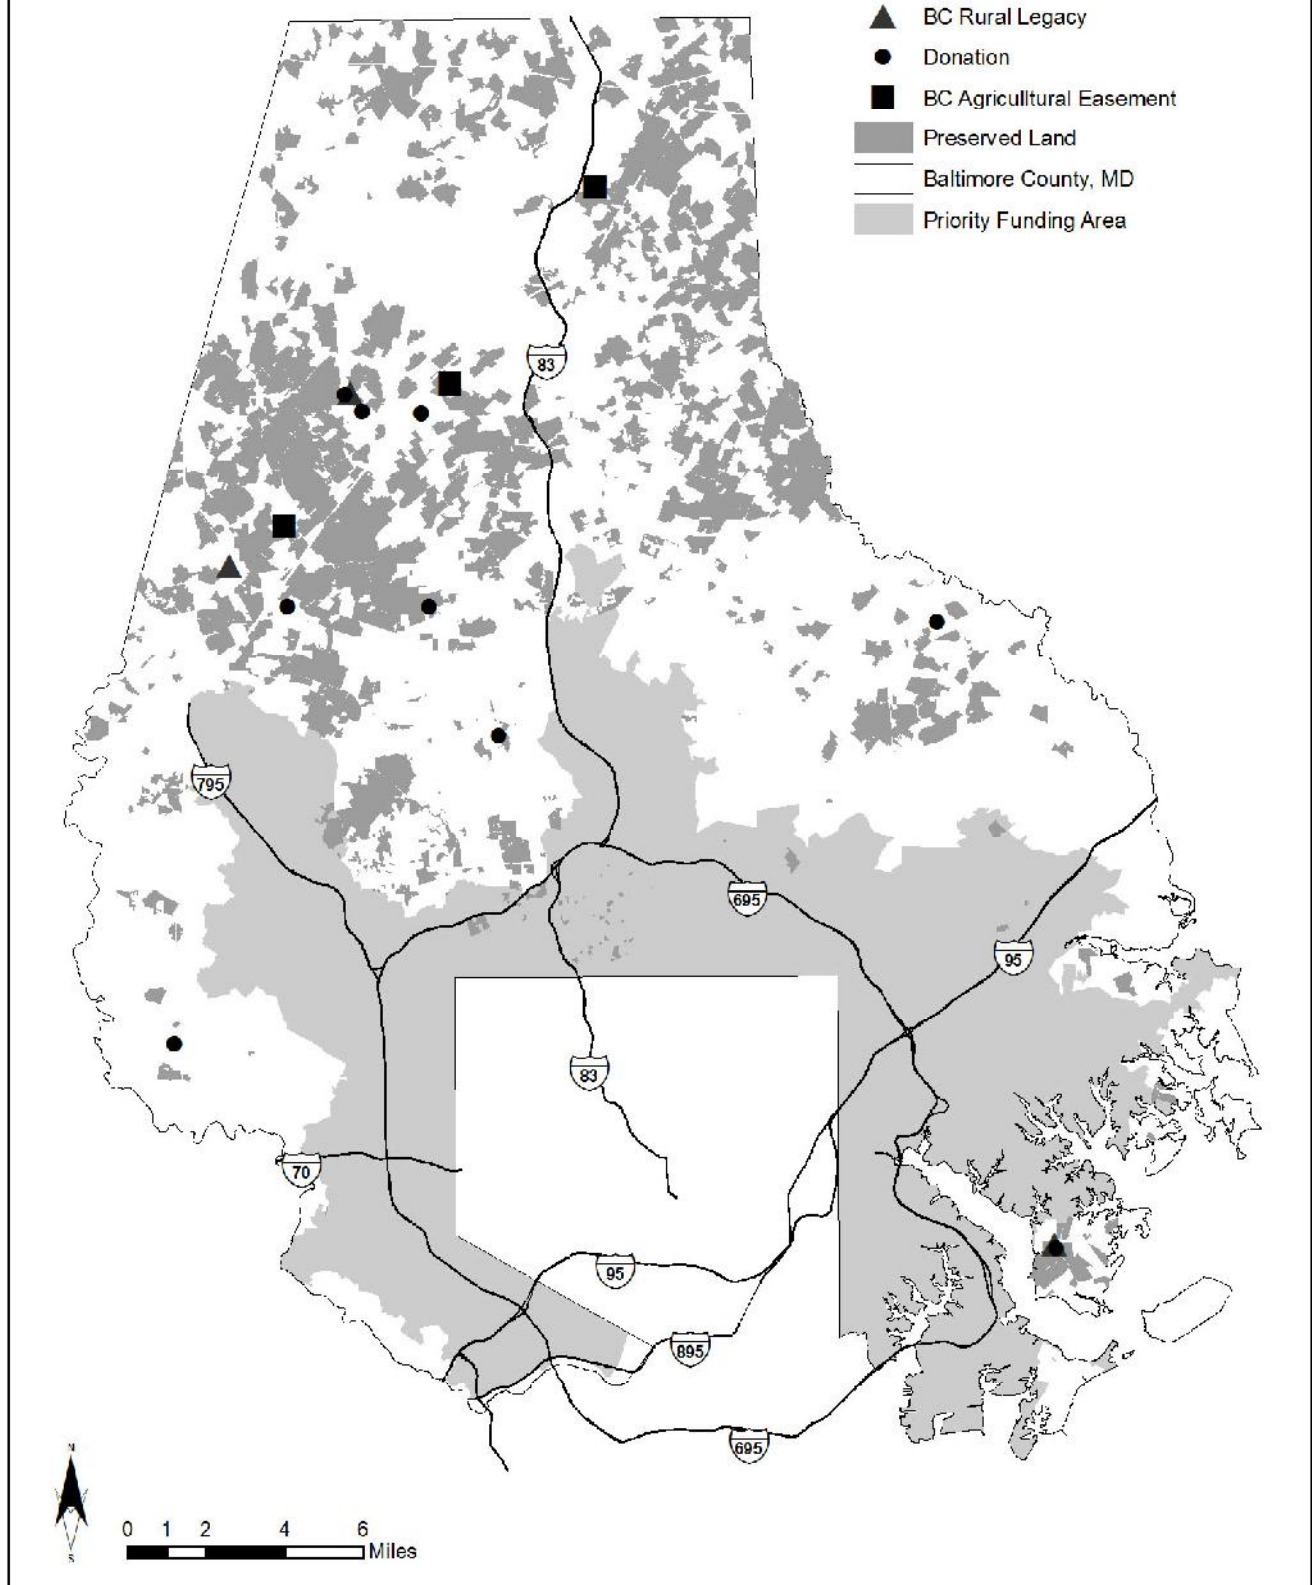 BC Rural Legacy
Donation
BC Agriculltural Easement
Preserved Land
Baltimore County, MD
Priority Funding Area
83
795
695
95
83
70
95
895
695
N
S
0 1 2 4 6
Miles